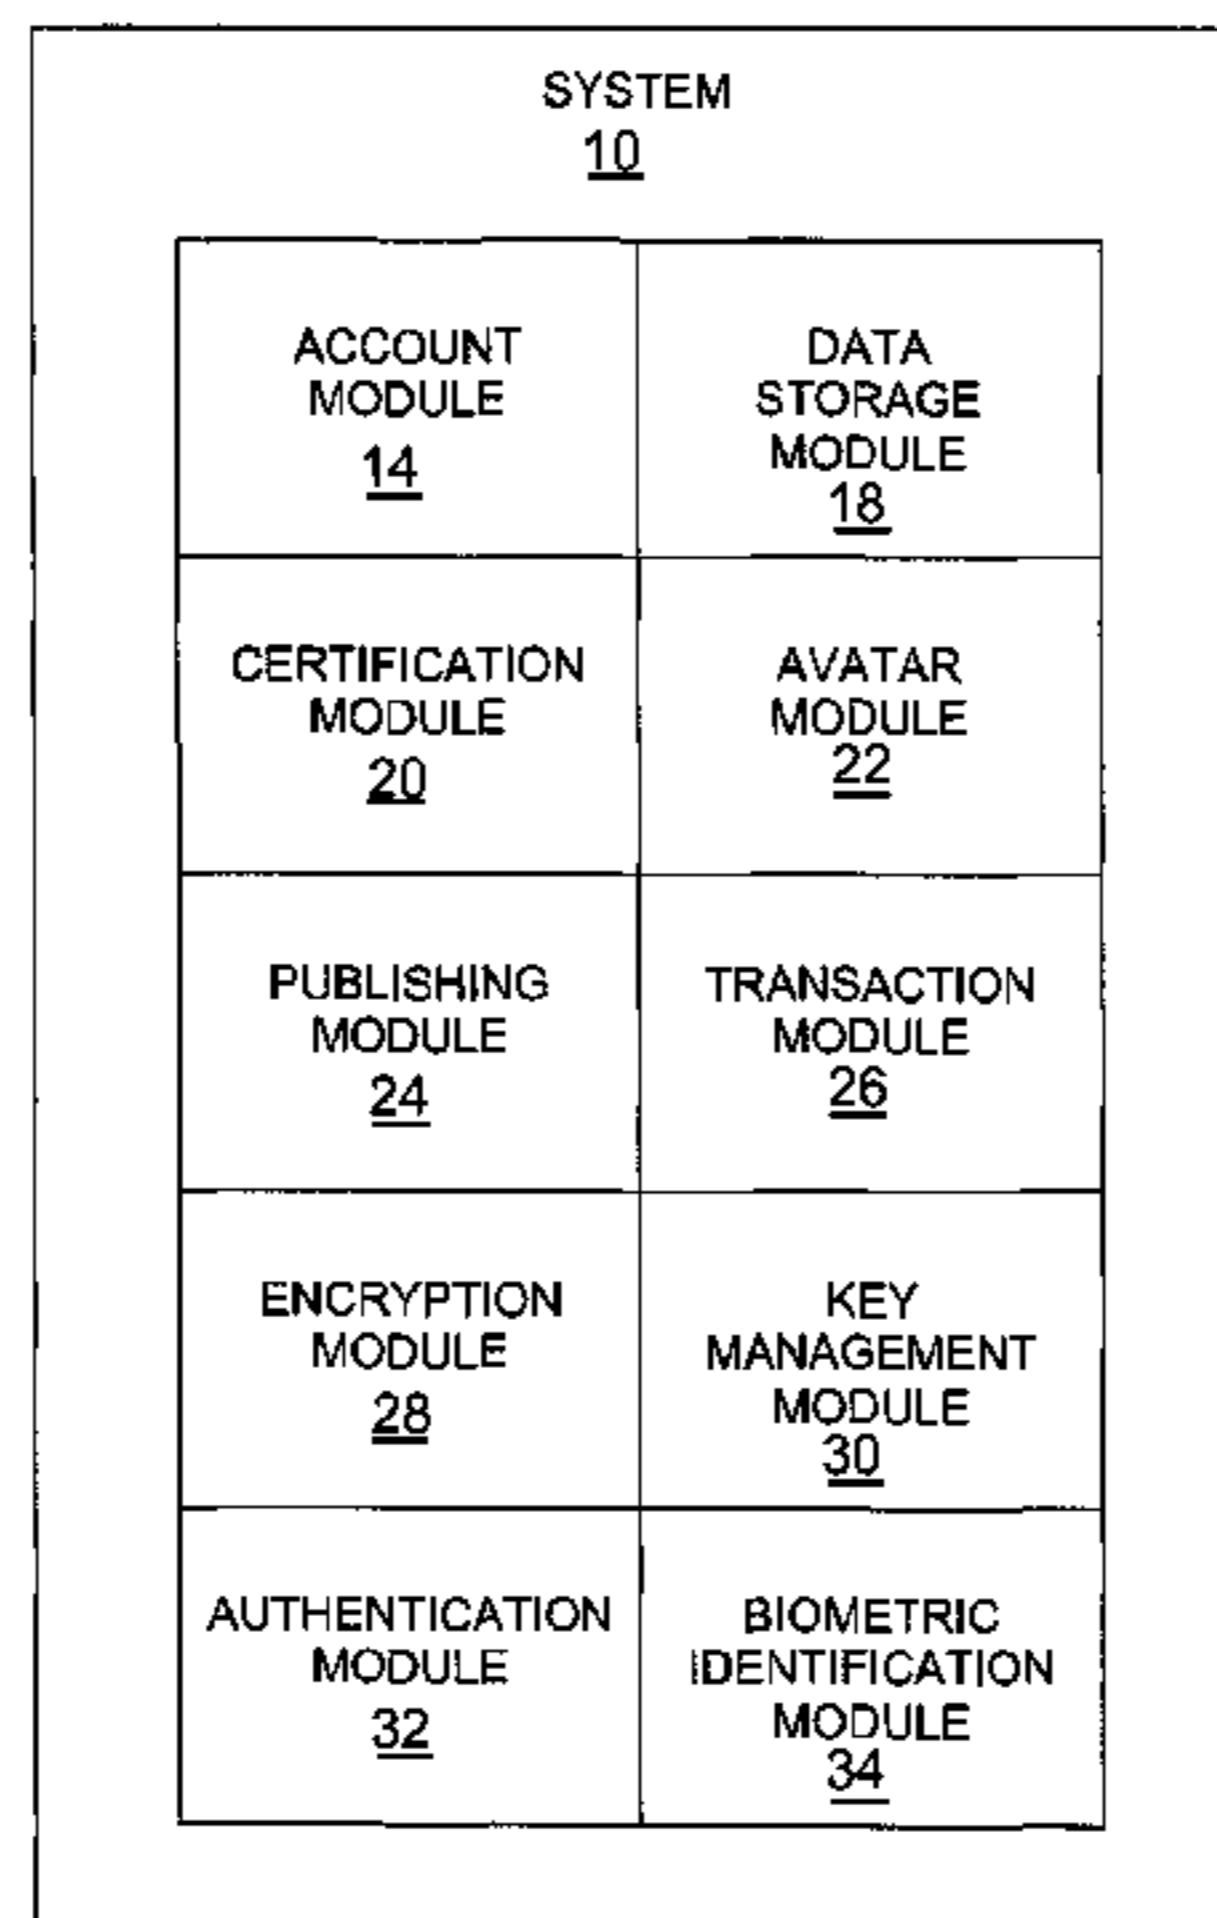 SYSTEM
10
ACCOUNT
MODULE
14
DATA
STORAGE
MODULE
18
CERTIFICATION
MODULE
20
AVATAR
MODULE
22
PUBLISHING
MODULE
24
TRANSACTION
MODULE
26
ENCRYPTION
MODULE
28
KEY
MANAGEMENT
MODULE
30
AUTHENTICATION
MODULE
32
BIOMETRIC
IDENTIFICATION
MODULE
34